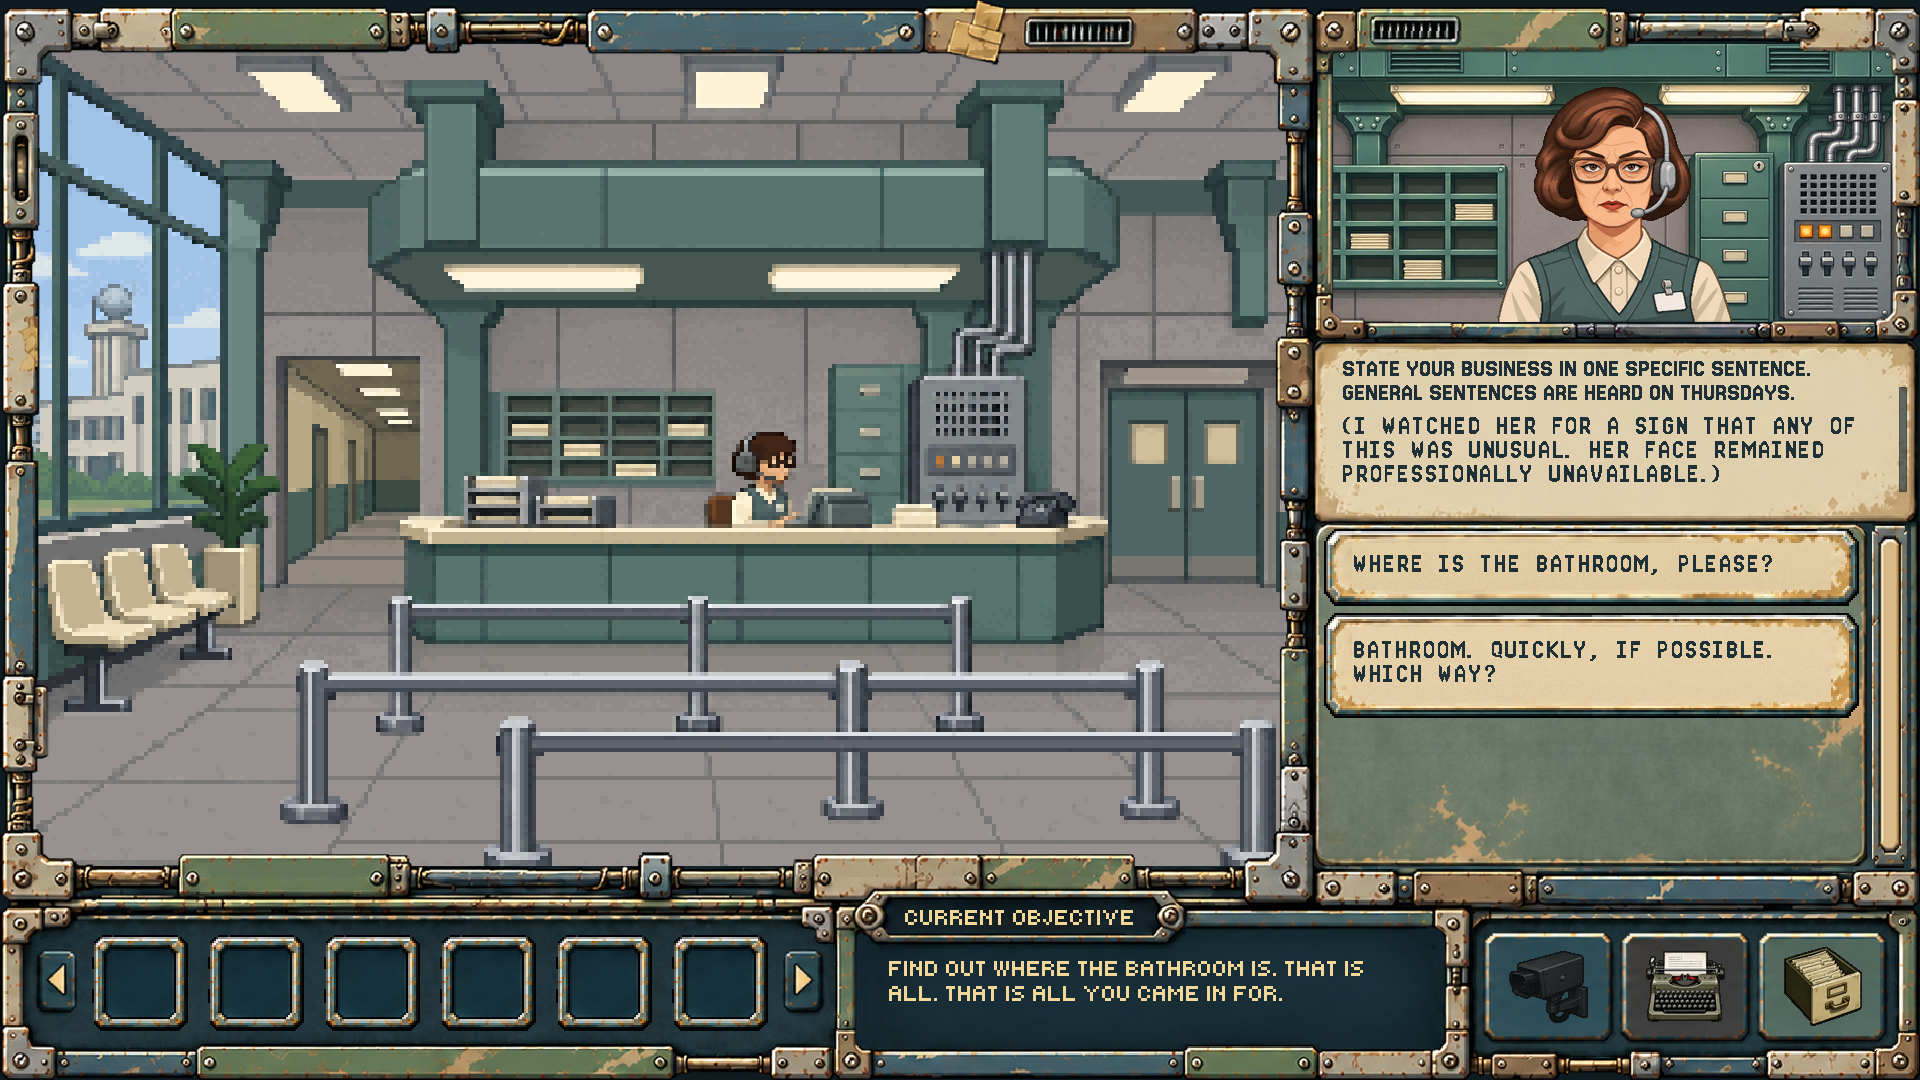 STATE YOUR BUSINESS IN ONE SPECIFIC SENTENCE.
GENERAL SENTENCES ARE HEARD ON THURSDAYS.
(I WATCHED HER FOR A SIGN THAT ANY OF
THIS WAS UNUSUAL. HER FACE REMAINED
PROFESSIONALLY UNAVAILABLE.)
WHERE IS THE BATHROOM, PLEASE?
BATHROOM. QUICKLY, IF POSSIBLE.
WHICH WAY?
CURRENT OBJECTIVE
FIND OUT WHERE THE BATHROOM IS. THAT IS
ALL. THAT IS ALL YOU CAME IN FOR.